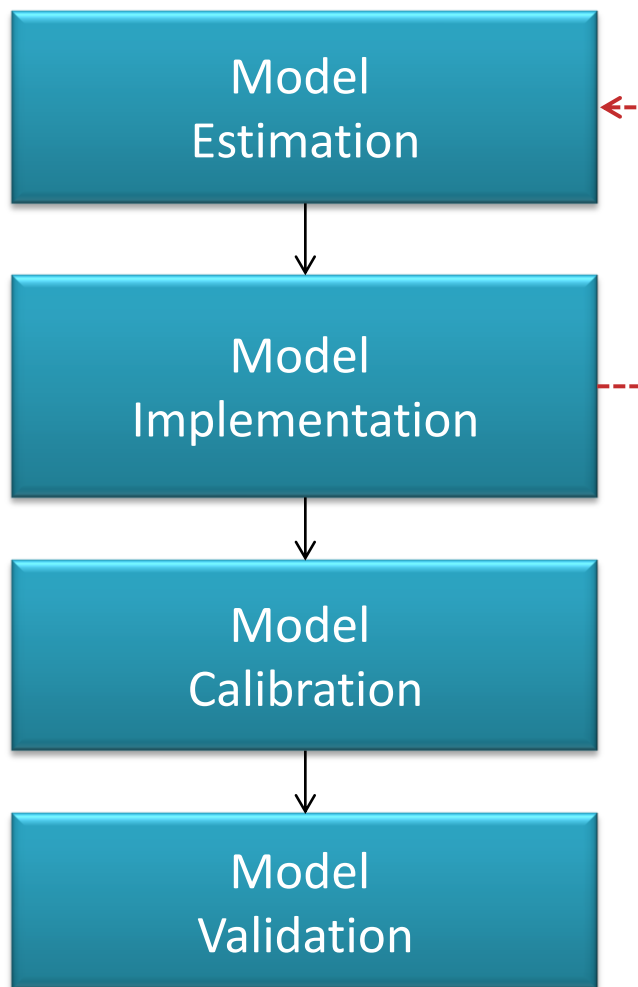 Model
Estimation
Model
Implementation
Model
Calibration
Model
Validation